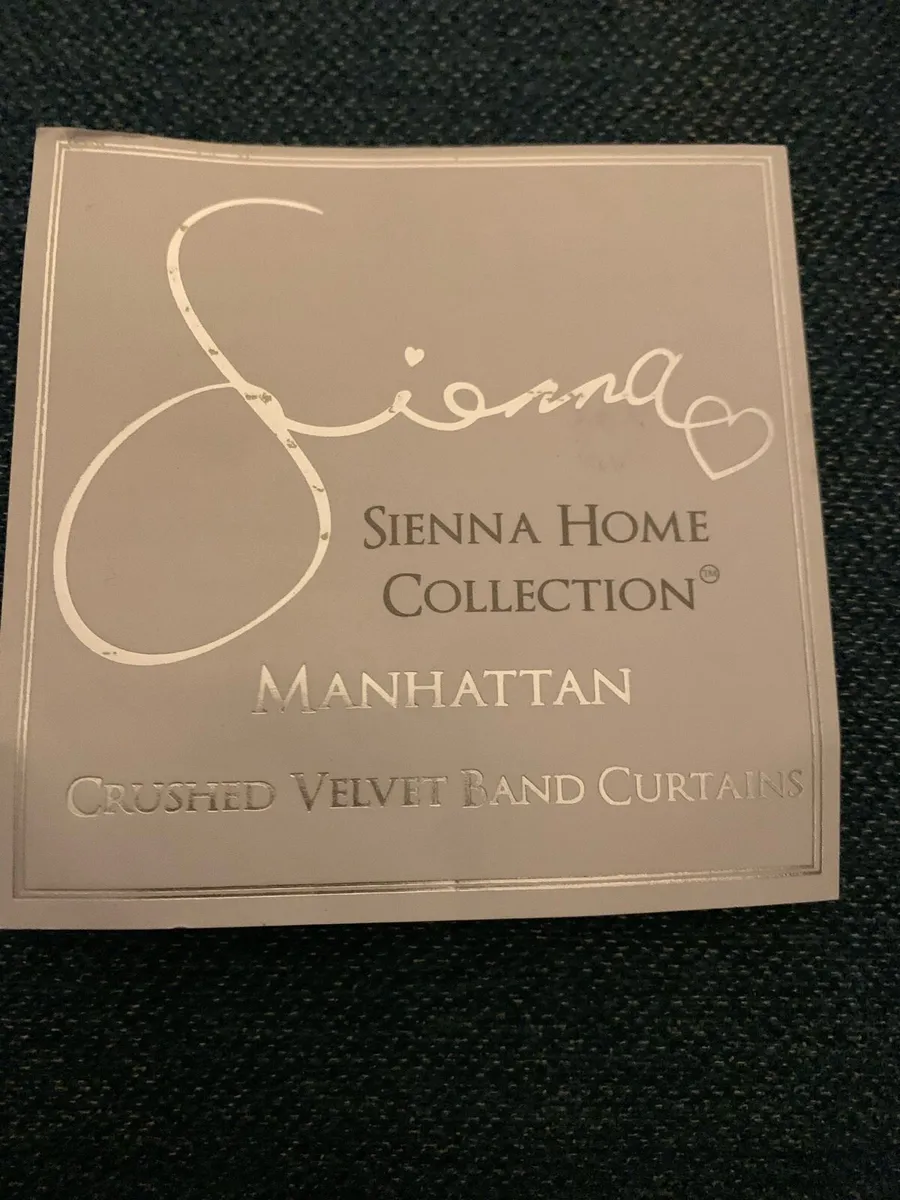 Sienna
SIENNA HOME
COLLECTION™
MANHATTAN
CRUSHED VELVET BAND CURTAINS